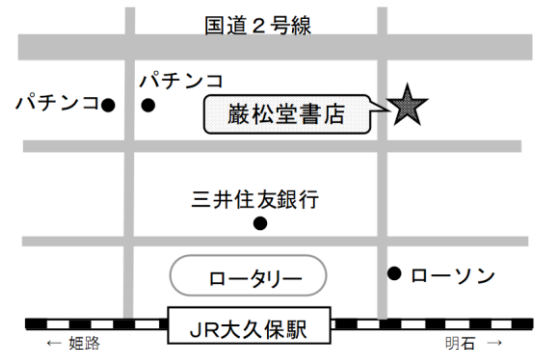 国道２号線
パチンコ
パチンコ
巌松堂書店
三井住友銀行
ロータリー
ローソン
ＪＲ大久保駅
← 姫路
明石 →